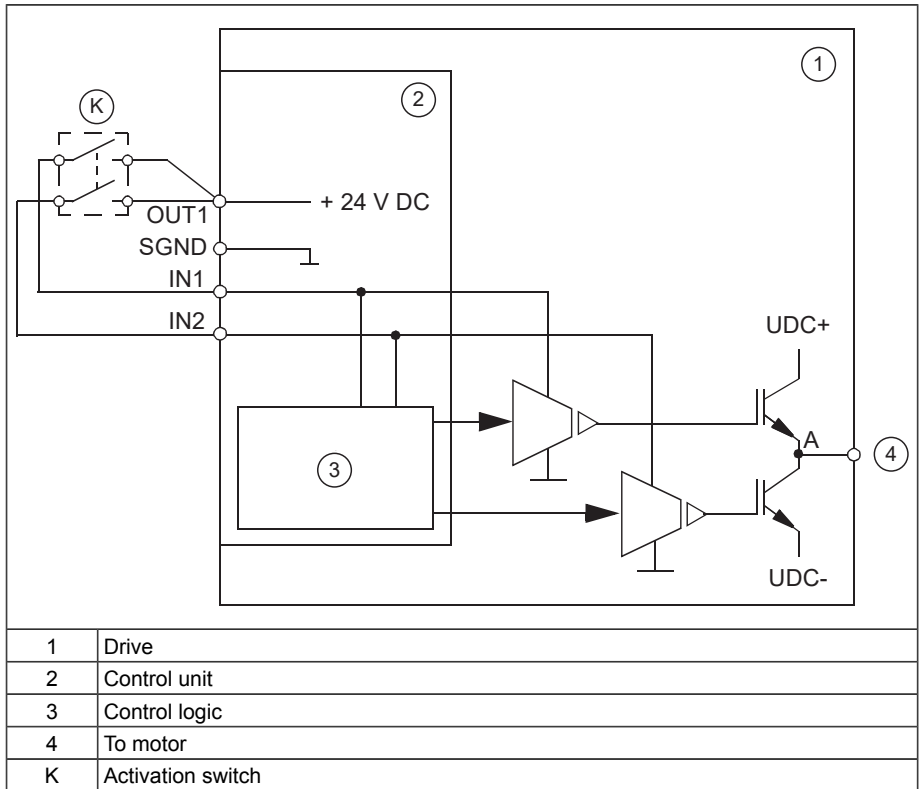 1
2
K
+ 24 V DC
OUT1
SGND
IN1
IN2
UDC+
A
3
4
UDC-
1 Drive
2 Control unit
3 Control logic
4 To motor
K Activation switch